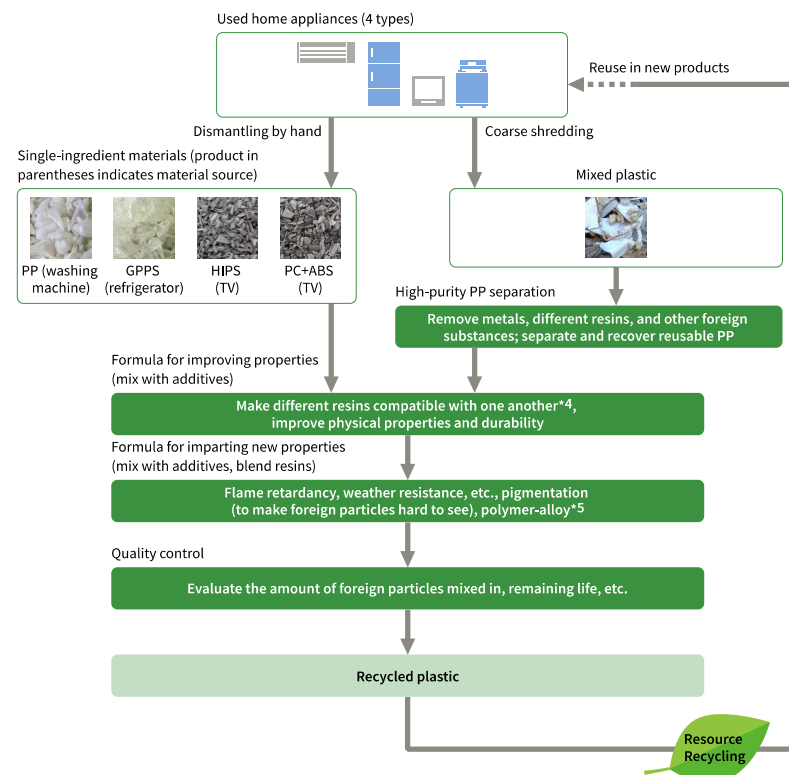 Used home appliances (4 types)
Reuse in new products
Dismantling by hand
Coarse shredding
Single-ingredient materials (product in
parentheses indicates material source)
Mixed plastic
PP (washing
machine)
GPPS
(refrigerator)
HIPS
(TV)
PC+ABS
(TV)
High-purity PP separation
Remove metals, different resins, and other foreign
substances; separate and recover reusable PP
Formula for improving properties
(mix with additives)
Make different resins compatible with one another*4,
improve physical properties and durability
Formula for imparting new properties
(mix with additives, blend resins)
Flame retardancy, weather resistance, etc., pigmentation
(to make foreign particles hard to see), polymer-alloy*5
Quality control
Evaluate the amount of foreign particles mixed in, remaining life, etc.
Recycled plastic
Resource
Recycling